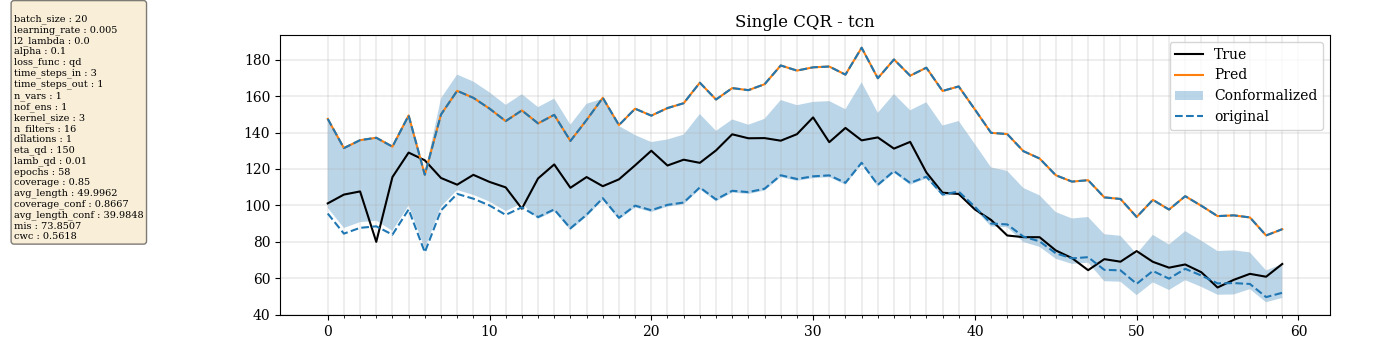 batch_size : 20
learning_rate : 0.005
l2_lambda : 0.0
alpha : 0.1
loss_func : qd
time_steps_in : 3
time_steps_out : 1
n_vars : 1
nof_ens : 1
kernel_size : 3
n_filters : 16
dilations : 1
eta_qd : 150
lamb_qd : 0.01
epochs : 58
coverage : 0.85
avg_length : 49.9962
coverage_conf : 0.8667
avg_length_conf : 39.9848
mis : 73.8507
cwc : 0.5618
Single CQR - tcn
180
160
140
120
100
80
60
40
0 10 20 30 40 50 60
True
Pred
Conformalized
original